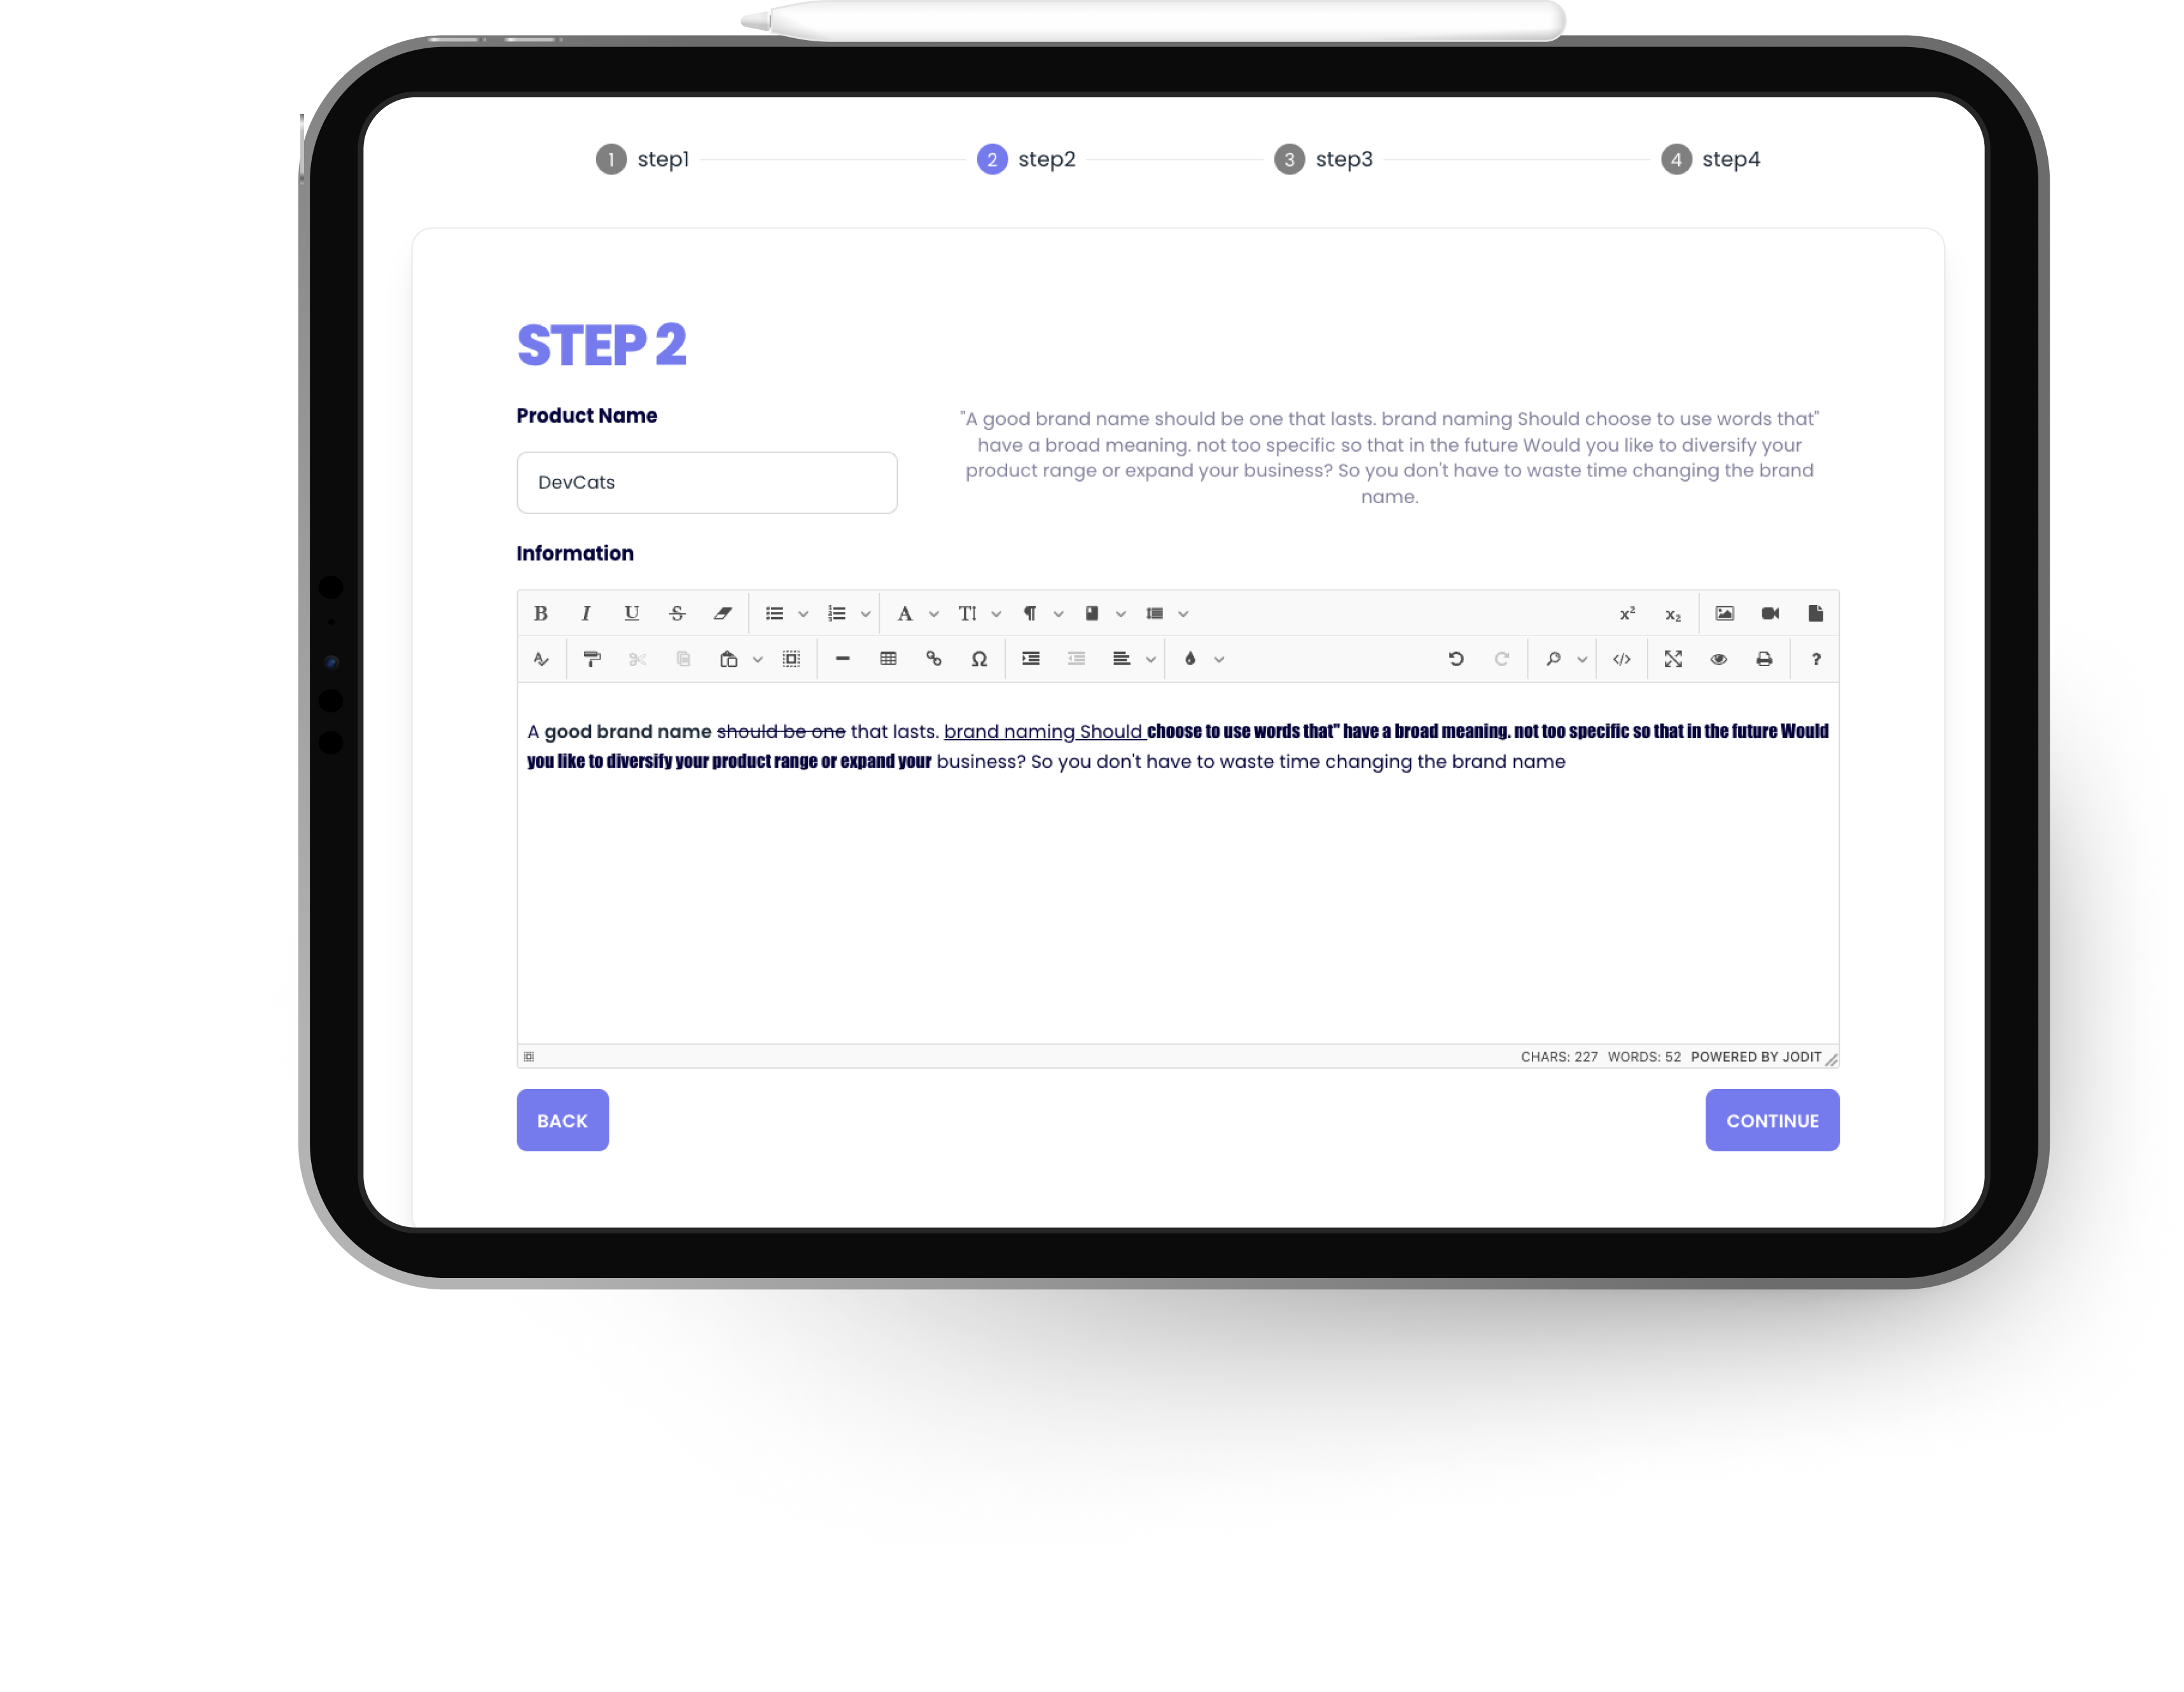 1 step1 2 step2 3 step3 4 step4
STEP 2
Product Name
DevCats
"A good brand name should be one that lasts. brand naming Should choose to use words that"
have a broad meaning. not too specific so that in the future Would you like to diversify your
product range or expand your business? So you don't have to waste time changing the brand
name.
Information
A good brand name should be one that lasts. brand naming Should choose to use words that" have a broad meaning. not too specific so that in the future Would
you like to diversify your product range or expand your business? So you don't have to waste time changing the brand name
CHARS: 227 WORDS: 52 POWERED BY JODIT
BACK
CONTINUE